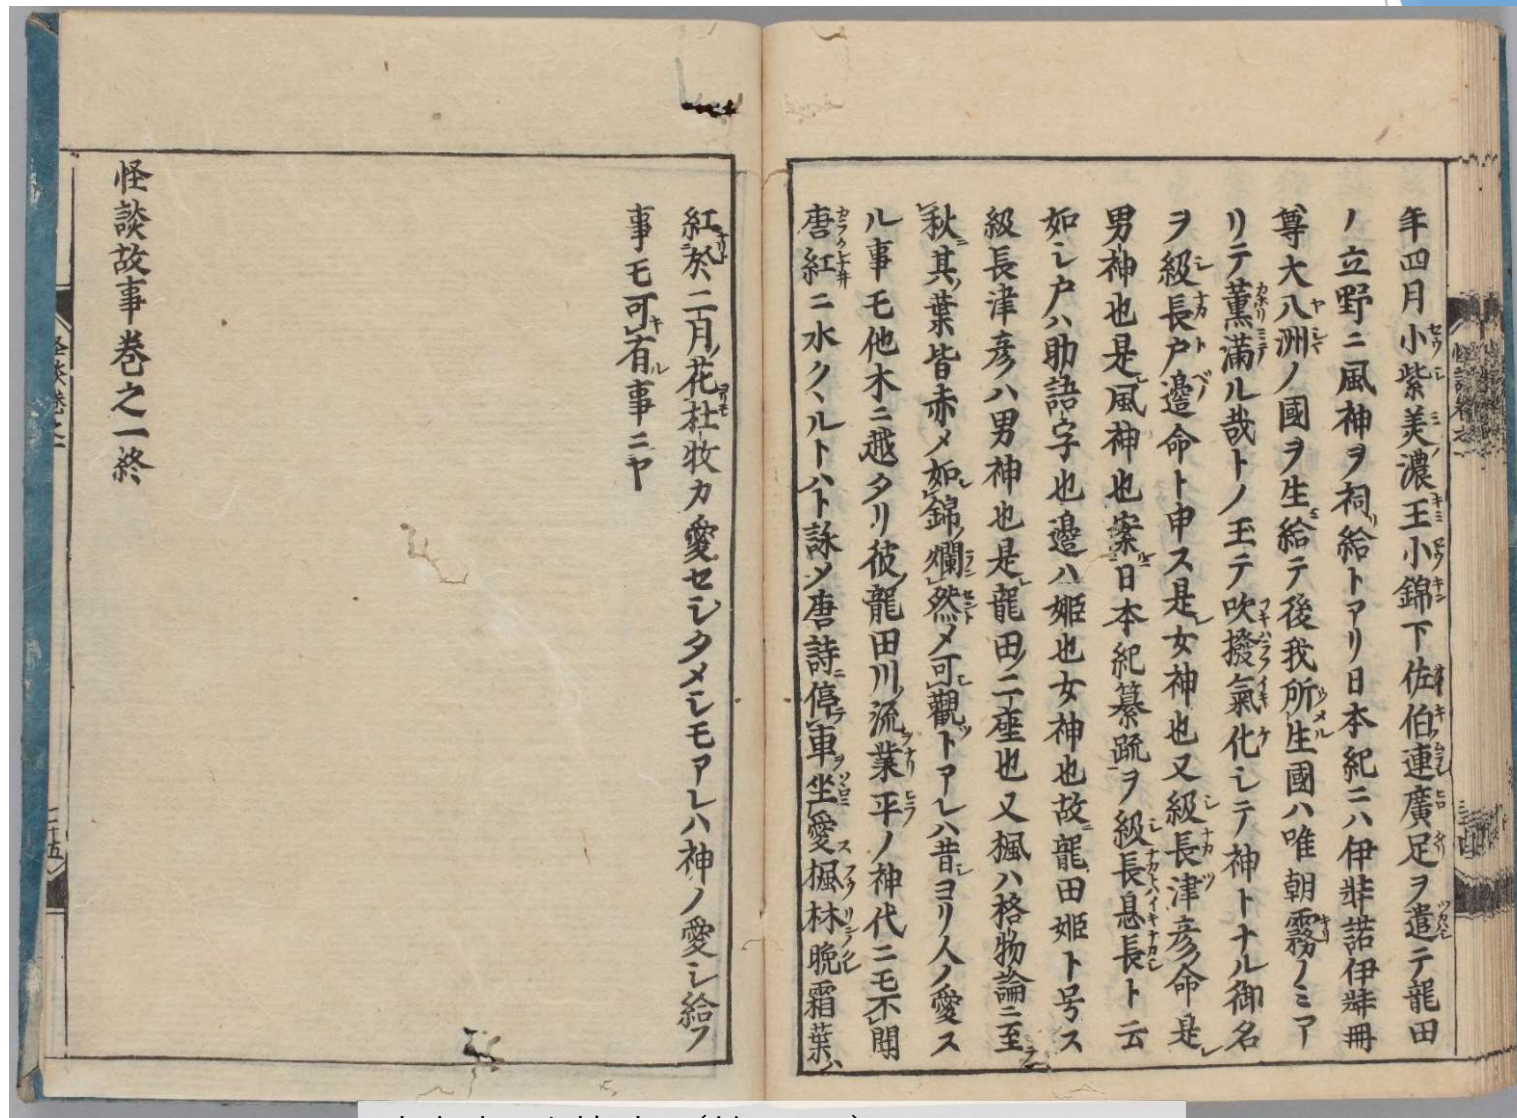 年四月小紫美濃王小錦下佐伯連廣足ヲ遣テ龍田
ノ立野ニ風神ヲ祠給トアリ日本紀ニハ伊弉諾伊弉冊
尊大八洲ノ國ヲ生給テ後我所生國ハ唯朝霧ノミア
リテ薫滿ル哉トノ玉テ吹撥氣化シテ神トナル御名
ヲ級長戸邉命ト申ス是女神也又級長津彦命是
男神也是風神也案日本紀纂疏ヲ級長息長ト云
如シ戸ハ助語字也邉ハ姫也女神也故龍田姫ト号ス
級長津彦ハ男神也是龍田ノ二座也又楓ハ格物論ニ至
秋其葉皆赤メ如錦爛然メ可觀トアレハ昔ヨリ人ノ愛ス
ル事モ他木ニ越タリ彼龍田川ノ流業平ノ神代ニモ不聞
唐紅ニ水クヽルトハト詠メ唐詩停車坐愛楓林晩霜葉
紅於二月花杜牧カ愛セシタメシモアレハ神ノ愛シ給フ
事モ可有事ニヤ
怪談故事巻之一終